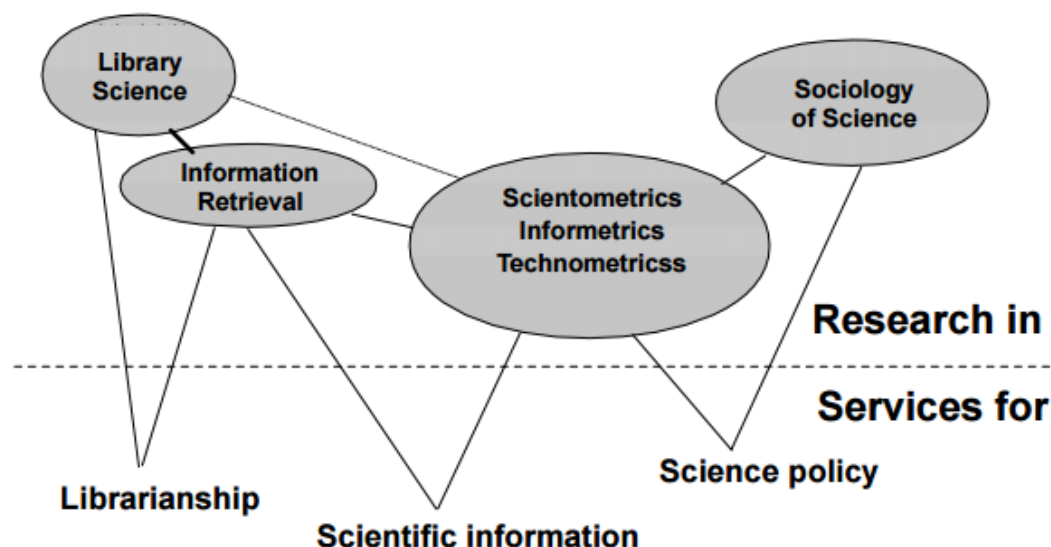 Library
Science
Information
Retrieval
Scientometrics
Informetrics
Technometricss
Sociology
of Science
Research in
Services for
Librarianship
Scientific information
Science policy